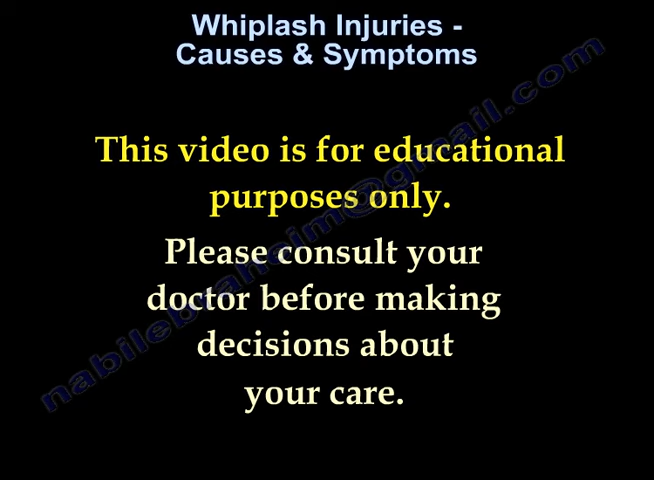 Whiplash Injuries -
Causes & Symptoms
This video is for educational
purposes only.
Please consult your
doctor before making
decisions about
your care.
nabilebraheim@gmail.com